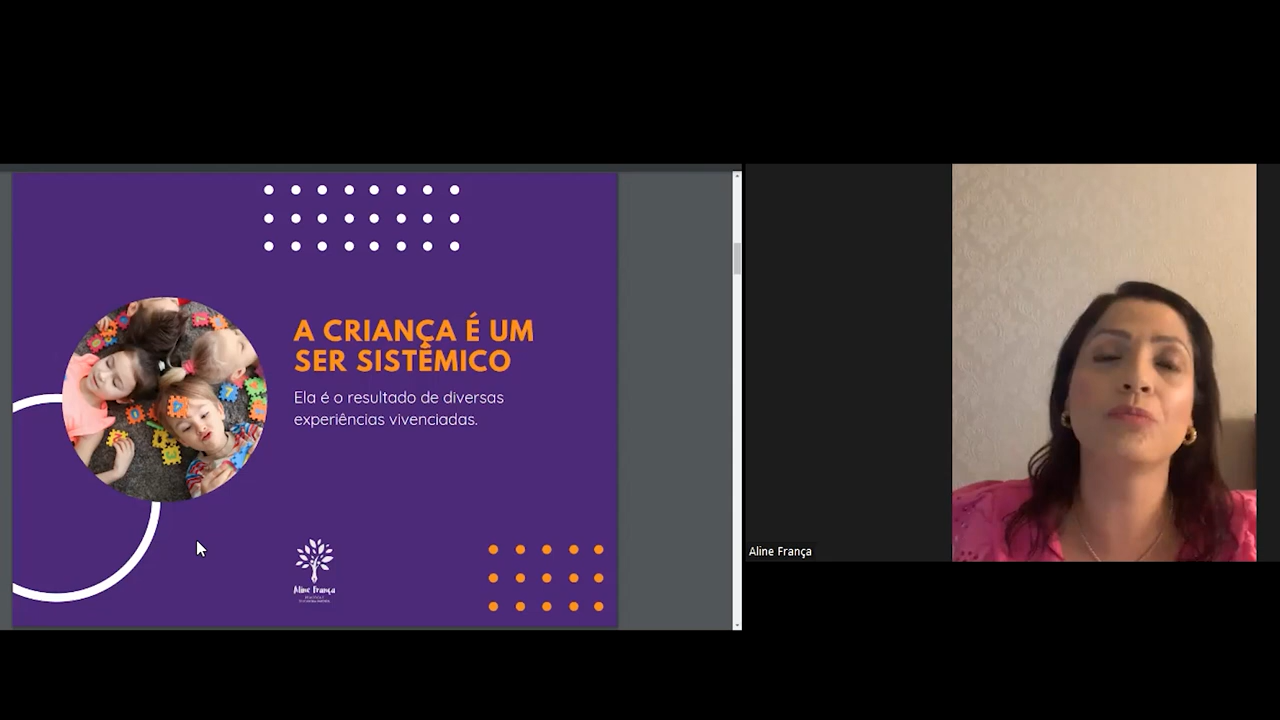 A CRIANÇA É UM
SER SISTÊMICO
Ela é o resultado de diversas
experiências vivenciadas.
Aline França
Aline França